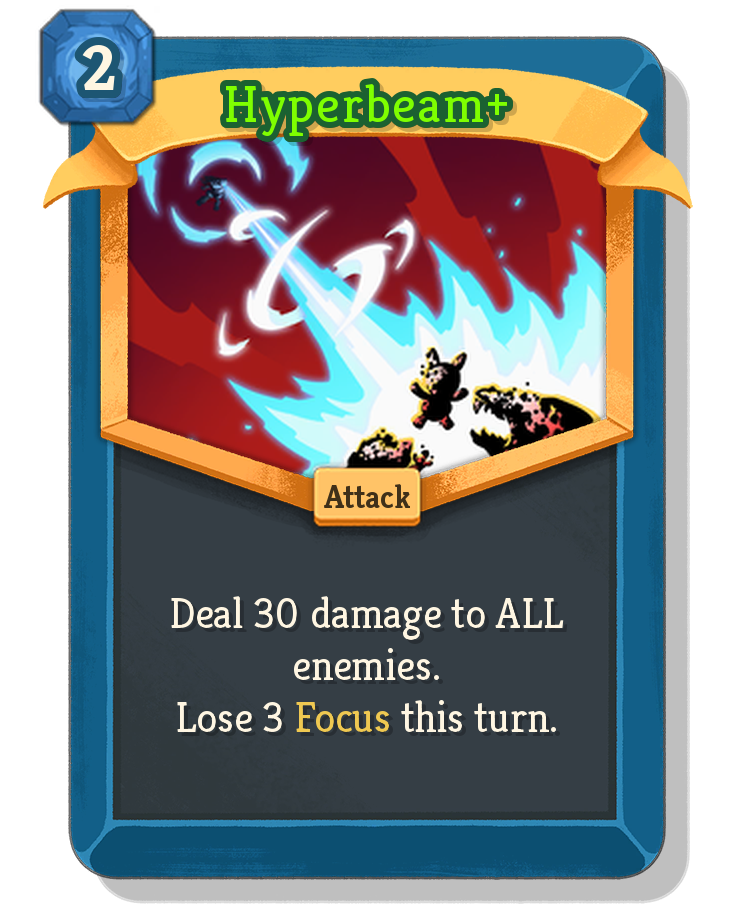 2
Hyperbeam+
Attack
Deal 30 damage to ALL
enemies.
Lose 3 Focus this turn.